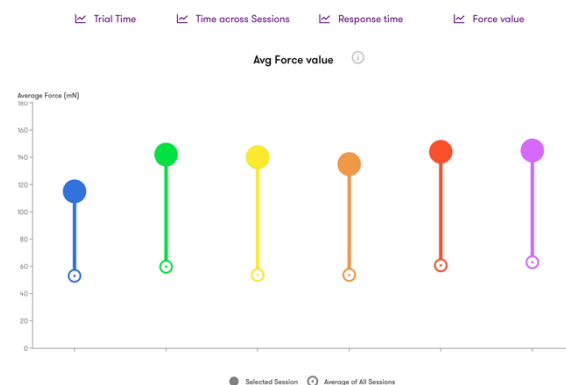 Trial Time
Time across Sessions
Response time
Force value
Avg Force value
Average Force (mN)
180
160
140
120
100
80
60
40
20
0
Selected Session
Average of All Sessions